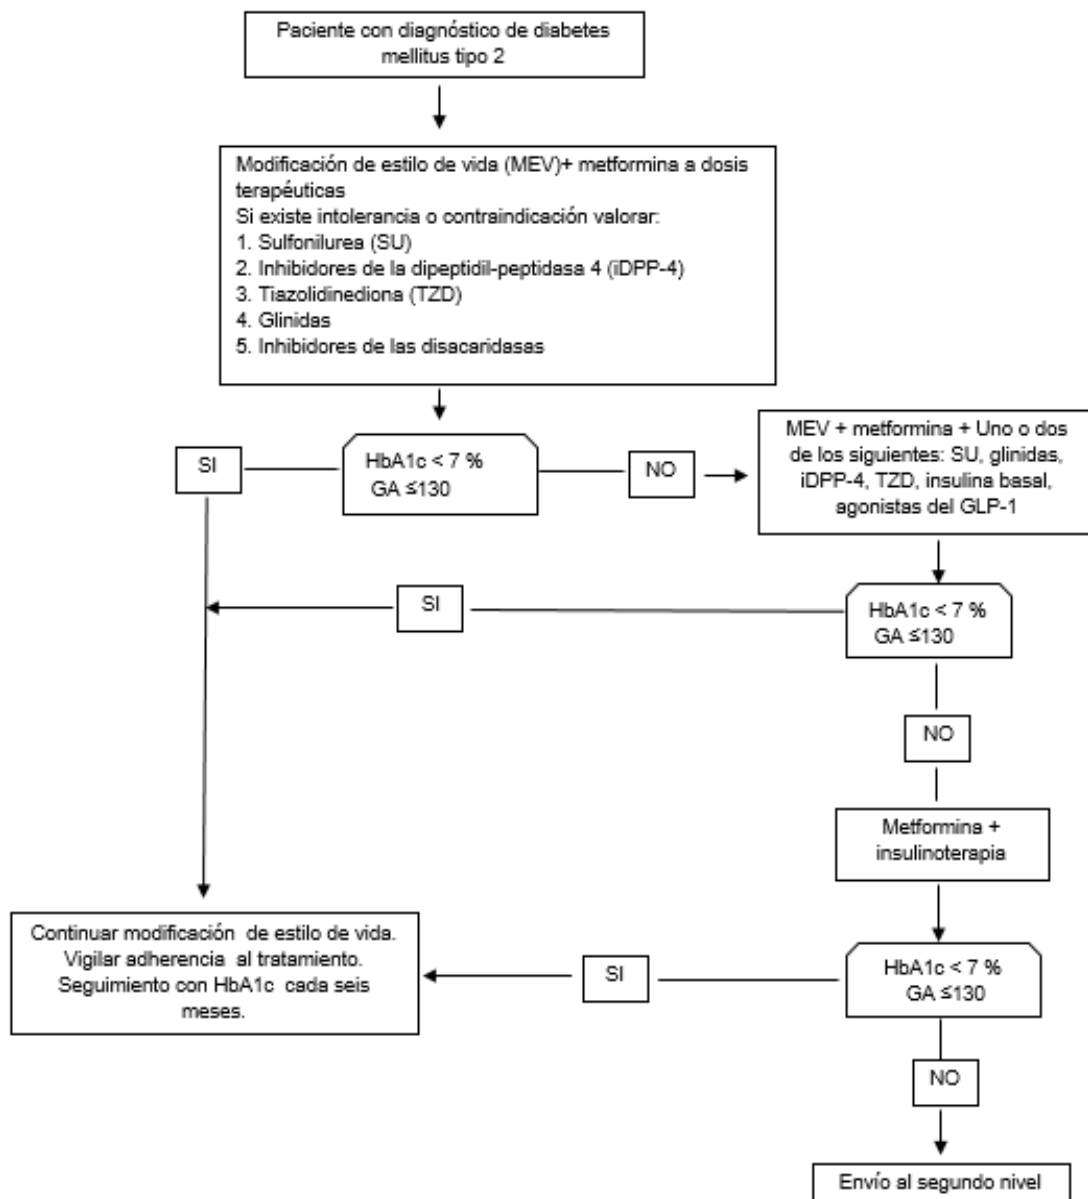 Paciente con diagnóstico de diabetes
mellitus tipo 2
Modificación de estilo de vida (MEV)+ metformina a dosis
terapéuticas
Si existe intolerancia o contraindicación valorar:
1. Sulfonilurea (SU)
2. Inhibidores de la dipeptidil-peptidasa 4 (iDPP-4)
3. Tiazolidinediona (TZD)
4. Glinidas
5. Inhibidores de las disacaridasas
SI
HbA1c < 7 %
GA ≤130
NO
MEV + metformina + Uno o dos
de los siguientes: SU, glinidas,
iDPP-4, TZD, insulina basal,
agonistas del GLP-1
SI
HbA1c < 7 %
GA ≤130
NO
Metformina +
insulinoterapia
Continuar modificación de estilo de vida.
Vigilar adherencia al tratamiento.
Seguimiento con HbA1c cada seis
meses.
SI
HbA1c < 7 %
GA ≤130
NO
Envío al segundo nivel